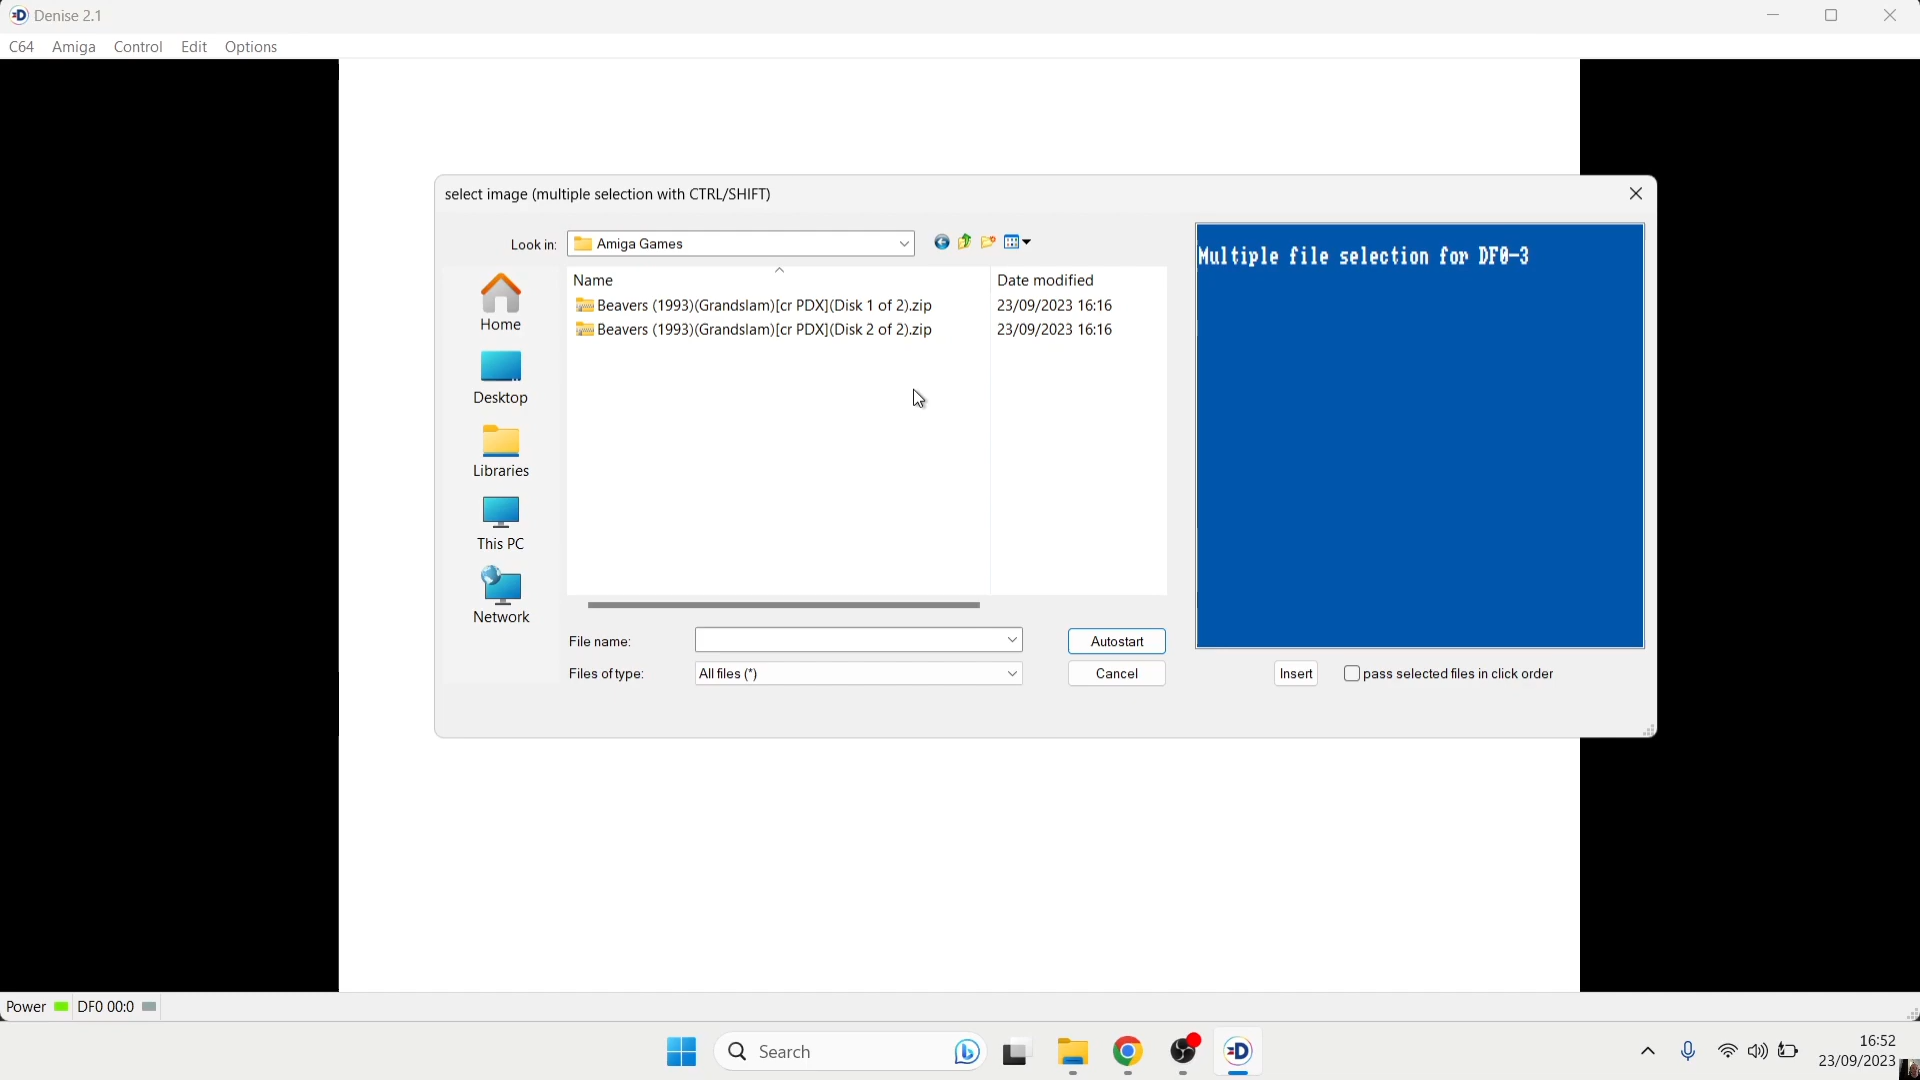 Denise 2.1
C64 Amiga Control Edit Options
select image (multiple selection with CTRL/SHIFT)
Look in: Amiga Games
Name Date modified
Beavers (1993)(Grandslam)[cr PDX](Disk 1 of 2).zip 23/09/2023 16:16
Beavers (1993)(Grandslam)[cr PDX](Disk 2 of 2).zip 23/09/2023 16:16
Home
Desktop
Libraries
This PC
Network
Multiple file selection for DF0-3
File name: Autostart
Files of type: All files (*) Cancel Insert pass selected files in click order
Power DF0 00:0
Search
16:52
23/09/2023